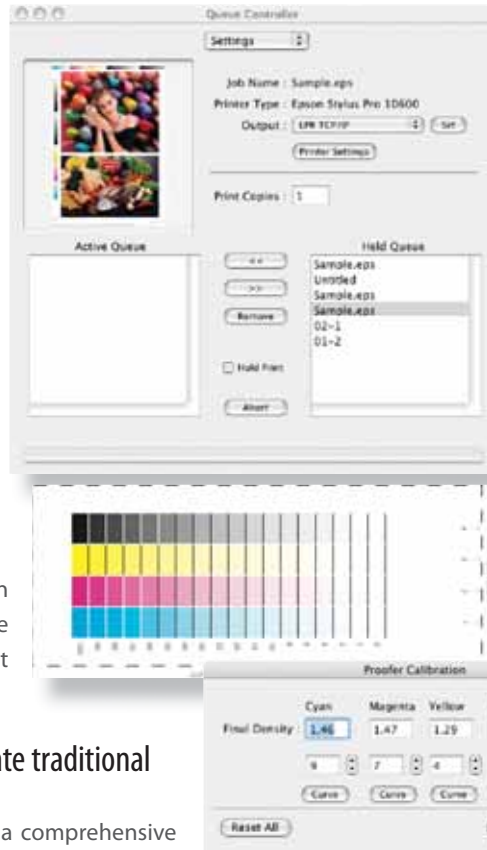 Queue Controller
Settings
Job Name : Sample.eps
Printer Type : Epson Stylus Pro 10600
Output : LPR TCP/IP Set
Printer Settings
Print Copies : 1
Active Queue Held Queue
<< Sample.eps
Untitled
>> Sample.eps
Remove Sample.eps
02-1
01-2
Hold Print
Abort
n
e
t
Proofer Calibration
Cyan Magenta Yellow
Final Density : 1.46 1.47 1.29
9 7 4
Curve Curve Curve
ate traditional
Reset All
a comprehensive